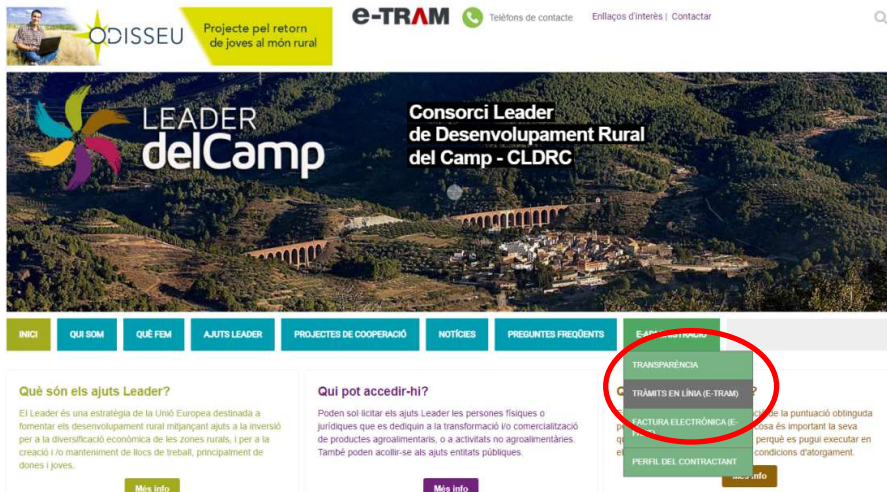 ODISSEU
Projecte pel retorn
de joves al món rural
e-TRAM
Telèfons de contacte
Enllaços d'interès | Contactar
LEADER
delCamp
Consorci Leader
de Desenvolupament Rural
del Camp - CLDRC
INICI
QUI SOM
QUÈ FEM
AJUTS LEADER
PROJECTES DE COOPERACIÓ
NOTÍCIES
PREGUNTES FREQÜENTS
E-ADMINISTRACIÓ
TRANSPARÈNCIA
TRÀMITS EN LÍNIA (E-TRAM)
FACTURA ELECTRÒNICA (E-
PERFIL DEL CONTRACTANT
Què són els ajuts Leader?
El Leader és una estratègia de la Unió Europea destinada a
fomentar els desenvolupament rural mitjançant ajuts a la inversió
per a la diversificació econòmica de les zones rurals, i per a la
creació i /o manteniment de llocs de treball, principalment de
dones i joves.
Més info
Qui pot accedir-hi?
Poden sol·licitar els ajuts Leader les persones físiques o
jurídiques que es dediquin a la transformació i/o comercialització
de productes agroalimentaris, o a activitats no agroalimentàries.
També poden acollir-se als ajuts entitats públiques.
Més info
de la puntuació obtinguda
cosa és important la seva
perquè es pugui executar en
condicions d'atorgament.
Més info